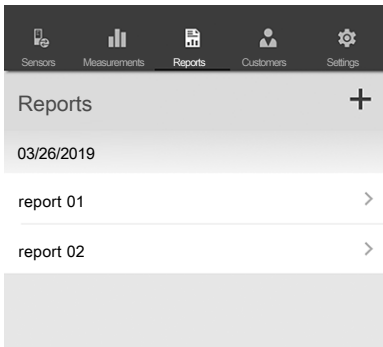 Sensors Measurements Reports Customers Settings
Reports
03/26/2019
report 01
report 02